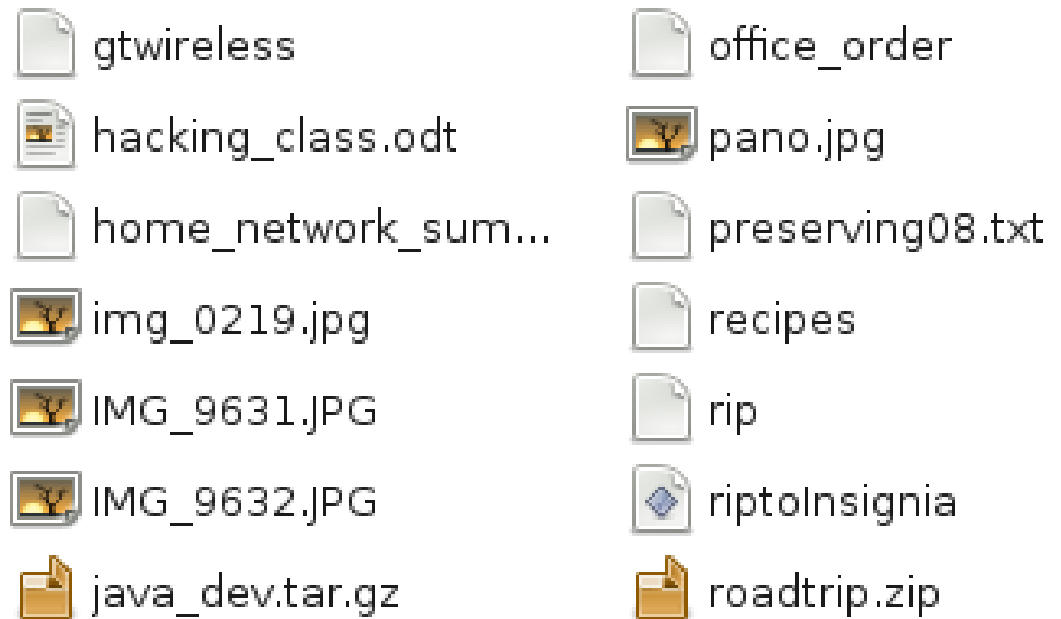 gtwireless
hacking_class.odt
home_network_sum...
img_0219.jpg
IMG_9631.JPG
IMG_9632.JPG
java_dev.tar.gz
office_order
pano.jpg
preserving08.txt
recipes
rip
riptoInsignia
roadtrip.zip